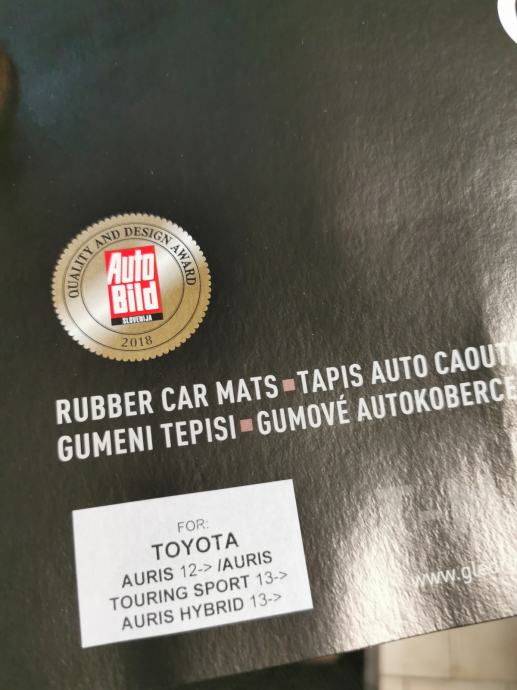 QUALITY AND DESIGN AWARD
Auto
Bild
SLOVENIJA
2018
RUBBER CAR MATS ▪ TAPIS AUTO CAOUT
GUMENI TEPISI ▪ GUMOVÉ AUTOKOBERCE
www.gled
FOR:
TOYOTA
AURIS 12-> /AURIS
TOURING SPORT 13->
AURIS HYBRID 13->